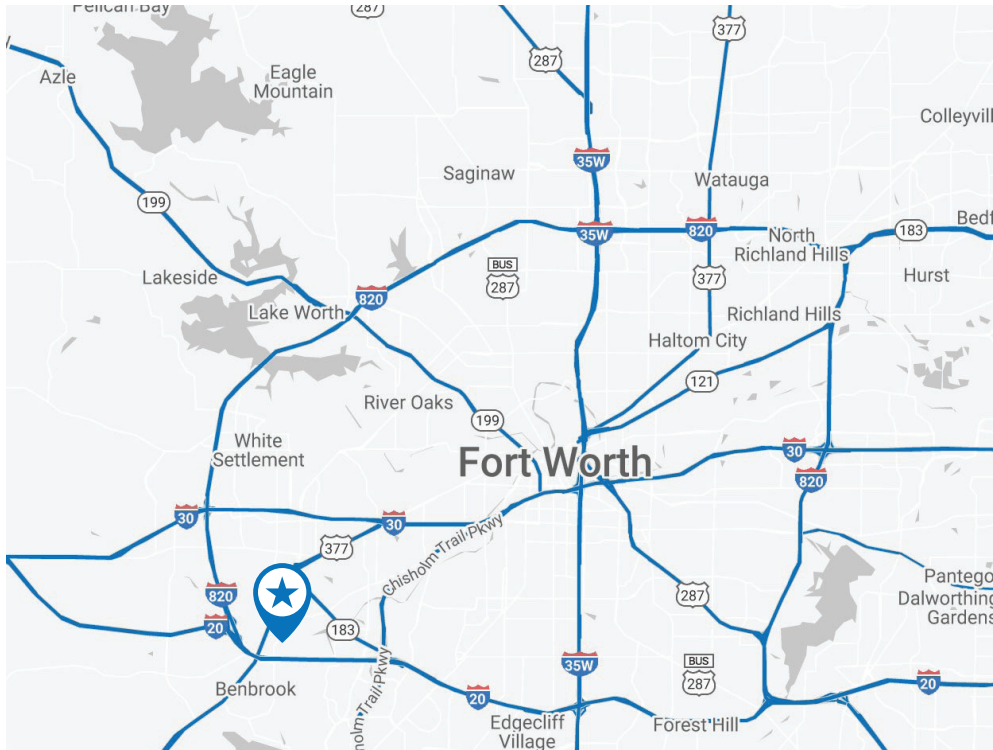 Pelican Bay
287
377
287
Azle
Eagle
Mountain
Colleyvill
35W
Saginaw
Watauga
199
35W
820
183
Bedf
North
Richland Hills
BUS
287
377
Lakeside
Hurst
820
Lake Worth
Richland Hills
Haltom City
121
River Oaks
199
White
Settlement
Fort Worth
30
820
30
30
Chisholm Trail Pkwy
377
Pantego
820
287
Dalworthing
Gardens
20
183
35W
BUS
287
Benbrook
holm Trail Pkwy
20
20
Edgecliff
Village
Forest Hill